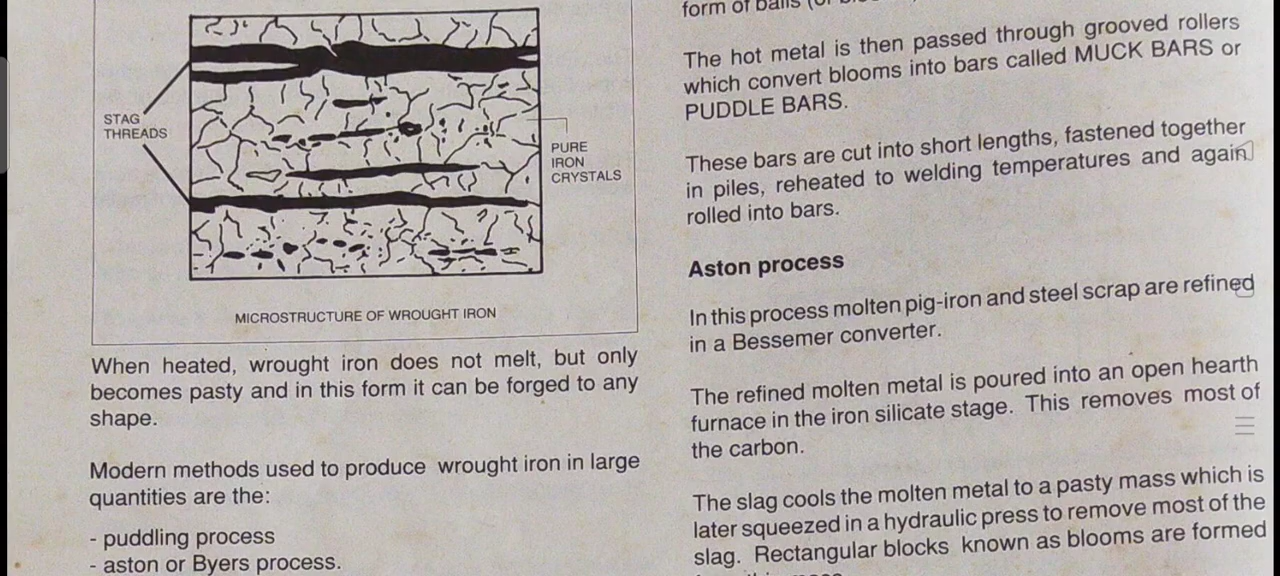 STAG
THREADS
PURE
IRON
CRYSTALS
MICROSTRUCTURE OF WROUGHT IRON
When heated, wrought iron does not melt, but only
becomes pasty and in this form it can be forged to any
shape.
Modern methods used to produce wrought iron in large
quantities are the:
- puddling process
- aston or Byers process.
form of balls
The hot metal is then passed through grooved rollers
which convert blooms into bars called MUCK BARS or
PUDDLE BARS.
These bars are cut into short lengths, fastened together
in piles, reheated to welding temperatures and again
rolled into bars.
Aston process
In this process molten pig-iron and steel scrap are refined
in a Bessemer converter.
The refined molten metal is poured into an open hearth
furnace in the iron silicate stage. This removes most of
the carbon.
The slag cools the molten metal to a pasty mass which is
later squeezed in a hydraulic press to remove most of the
slag. Rectangular blocks known as blooms are formed